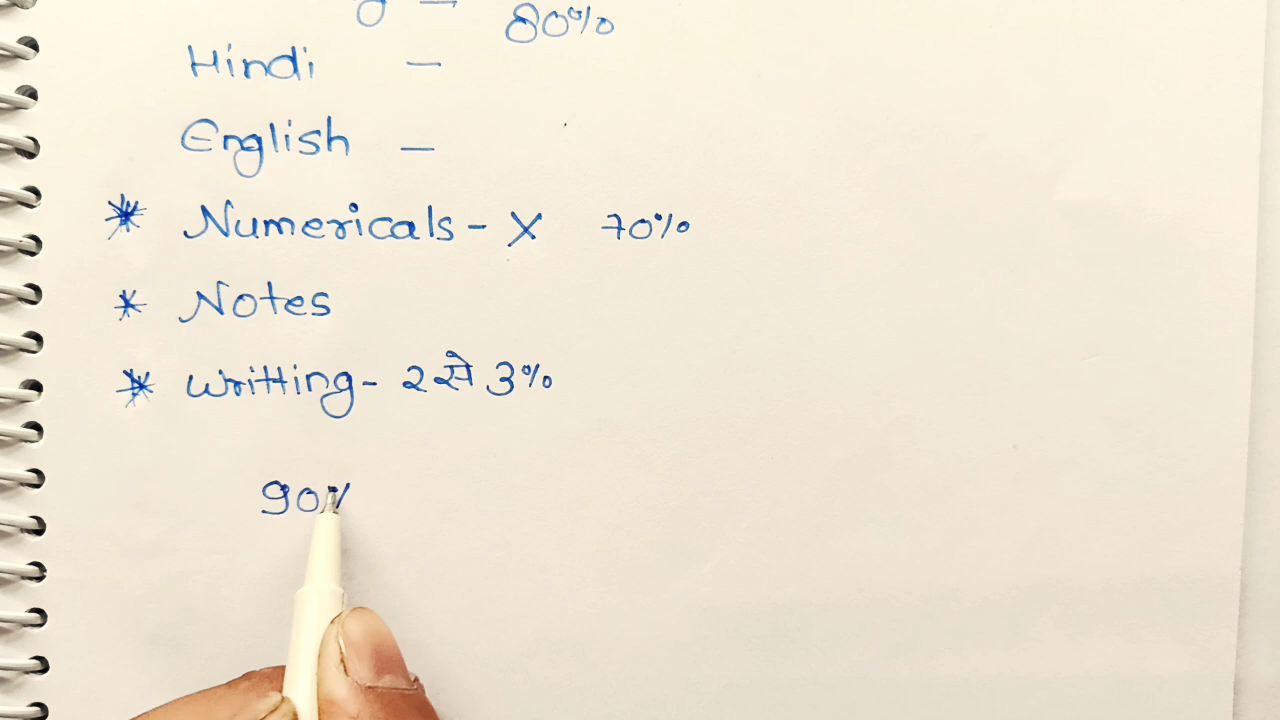 80%
Hindi -
English -
* Numericals - X 70%
* Notes
* Writting - 2 से 3%
90%